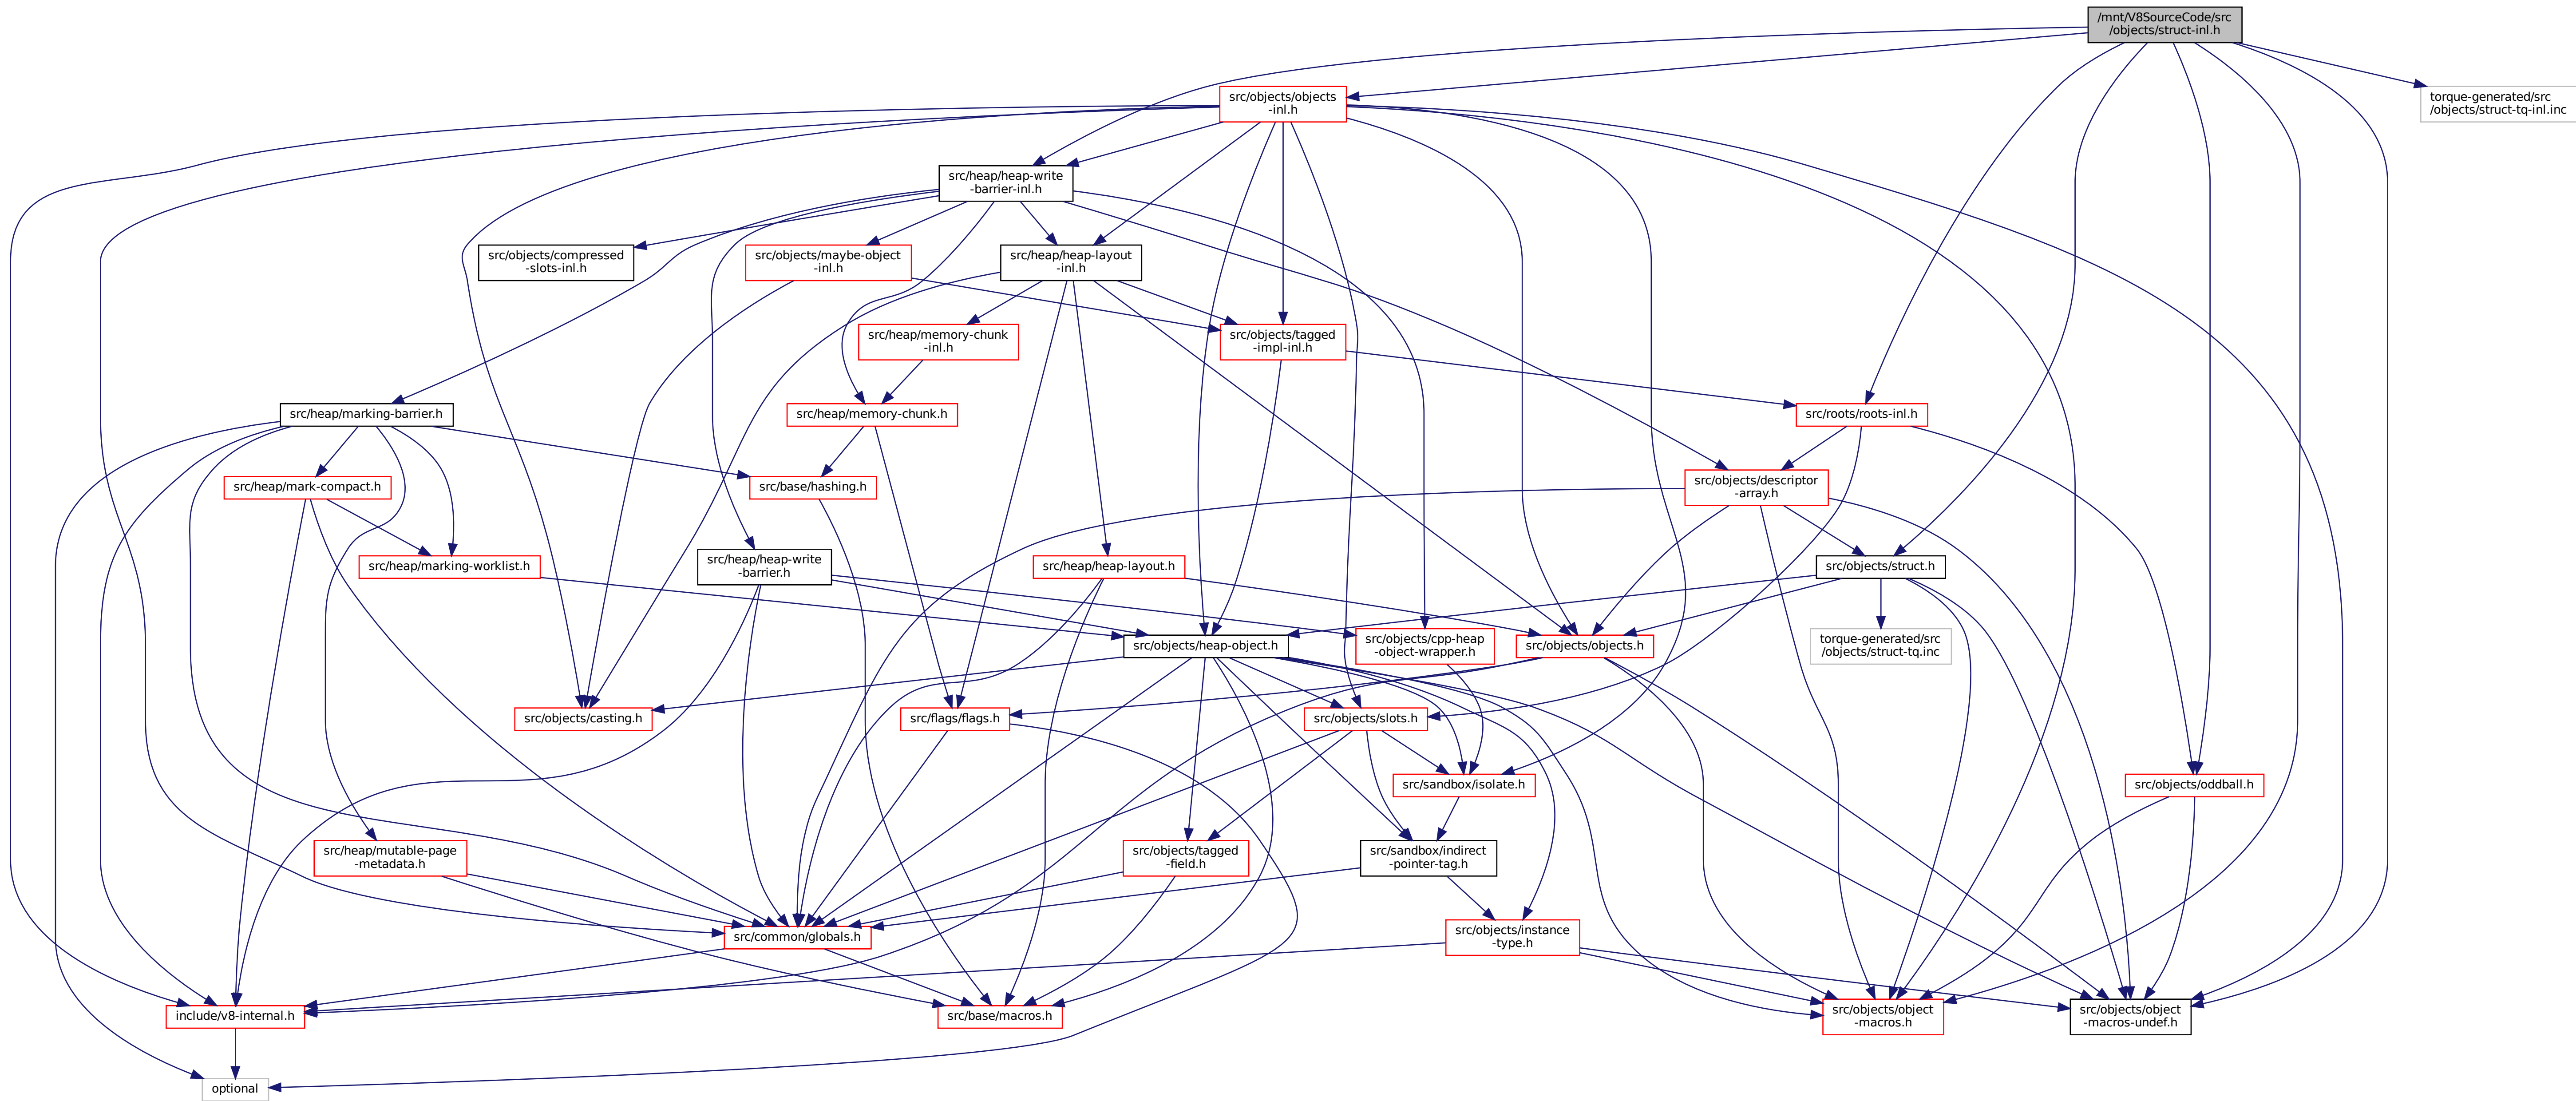 /mnt/V8SourceCode/src
/objects/struct-inl.h
src/objects/objects
-inl.h
torque-generated/src
/objects/struct-tq-inl.inc
src/heap/heap-write
-barrier-inl.h
src/objects/compressed
-slots-inl.h
src/objects/maybe-object
-inl.h
src/heap/heap-layout
-inl.h
src/heap/memory-chunk
-inl.h
src/objects/tagged
-impl-inl.h
src/heap/marking-barrier.h
src/heap/memory-chunk.h
src/roots/roots-inl.h
src/heap/mark-compact.h
src/base/hashing.h
src/objects/descriptor
-array.h
src/heap/marking-worklist.h
src/heap/heap-write
-barrier.h
src/heap/heap-layout.h
src/objects/struct.h
src/objects/heap-object.h
src/objects/cpp-heap
-object-wrapper.h
src/objects/objects.h
torque-generated/src
/objects/struct-tq.inc
src/objects/casting.h
src/flags/flags.h
src/objects/slots.h
src/sandbox/isolate.h
src/objects/oddball.h
src/heap/mutable-page
-metadata.h
src/objects/tagged
-field.h
src/sandbox/indirect
-pointer-tag.h
src/common/globals.h
src/objects/instance
-type.h
include/v8-internal.h
src/base/macros.h
src/objects/object
-macros.h
src/objects/object
-macros-undef.h
optional